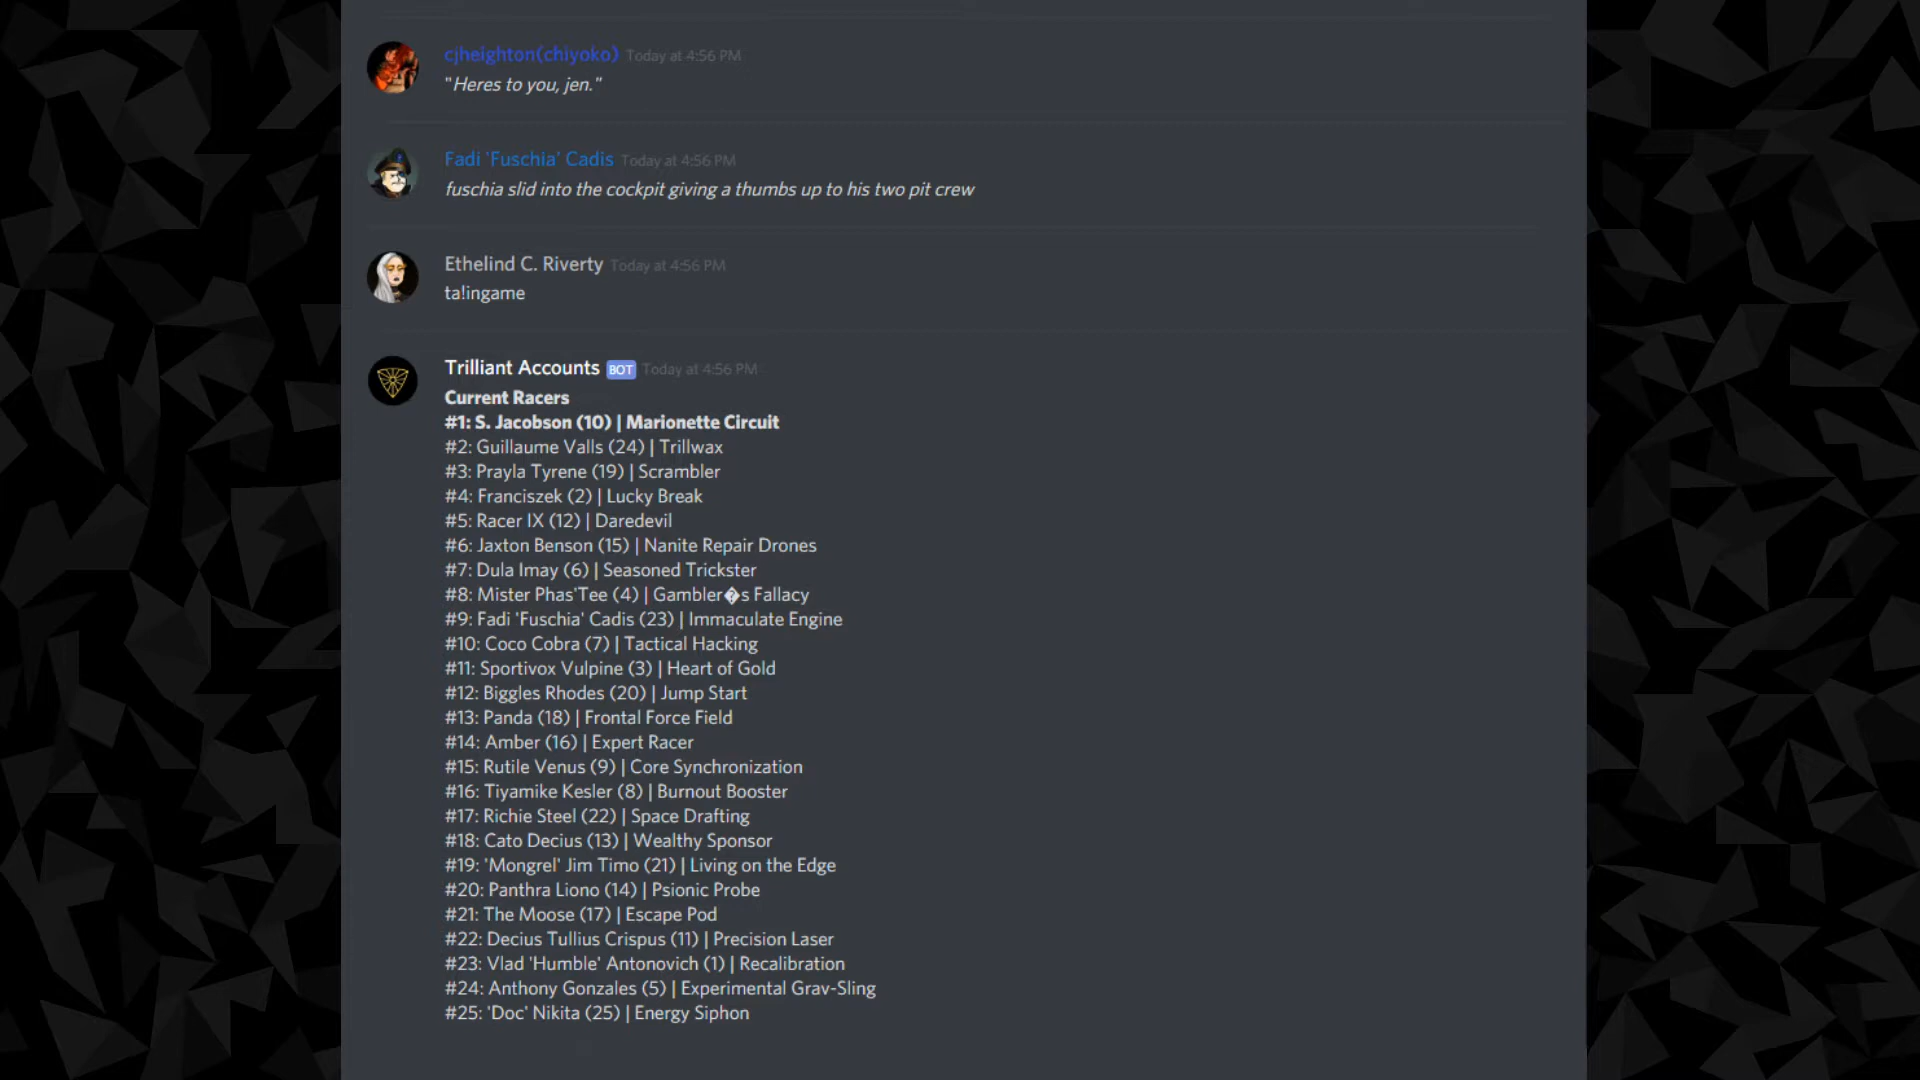 cjheighton(chiyoko) Today at 4:56 PM
"Heres to you, jen."
Fadi 'Fuschia' Cadis Today at 4:56 PM
fuschia slid into the cockpit giving a thumbs up to his two pit crew
Ethelind C. Riverty Today at 4:56 PM
ta!ingame
Trilliant Accounts BOT Today at 4:56 PM
Current Racers
#1: S. Jacobson (10) | Marionette Circuit
#2: Guillaume Valls (24) | Trillwax
#3: Prayla Tyrene (19) | Scrambler
#4: Franciszek (2) | Lucky Break
#5: Racer IX (12) | Daredevil
#6: Jaxton Benson (15) | Nanite Repair Drones
#7: Dula Imay (6) | Seasoned Trickster
#8: Mister Phas'Tee (4) | Gambler�s Fallacy
#9: Fadi 'Fuschia' Cadis (23) | Immaculate Engine
#10: Coco Cobra (7) | Tactical Hacking
#11: Sportivox Vulpine (3) | Heart of Gold
#12: Biggles Rhodes (20) | Jump Start
#13: Panda (18) | Frontal Force Field
#14: Amber (16) | Expert Racer
#15: Rutile Venus (9) | Core Synchronization
#16: Tiyamike Kesler (8) | Burnout Booster
#17: Richie Steel (22) | Space Drafting
#18: Cato Decius (13) | Wealthy Sponsor
#19: 'Mongrel' Jim Timo (21) | Living on the Edge
#20: Panthra Liono (14) | Psionic Probe
#21: The Moose (17) | Escape Pod
#22: Decius Tullius Crispus (11) | Precision Laser
#23: Vlad 'Humble' Antonovich (1) | Recalibration
#24: Anthony Gonzales (5) | Experimental Grav-Sling
#25: 'Doc' Nikita (25) | Energy Siphon